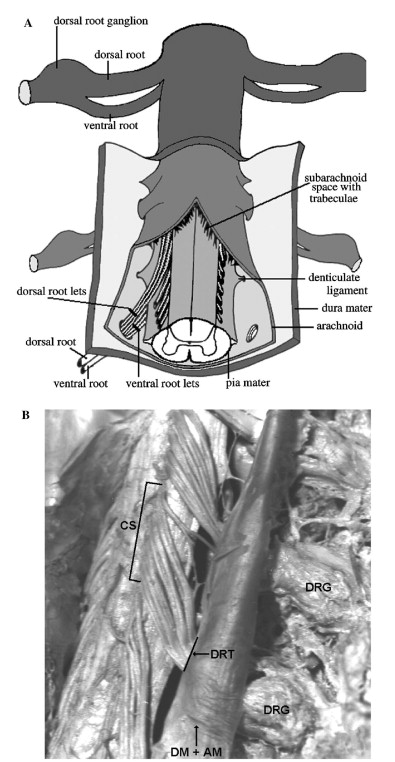 A
dorsal root ganglion
dorsal root
ventral root
subarachnoid
space with
trabeculae
denticulate
ligament
dorsal root lets
dura mater
arachnoid
dorsal root
ventral root
ventral root lets
pia mater
B
CS
DRG
DRT
DRG
DM + AM